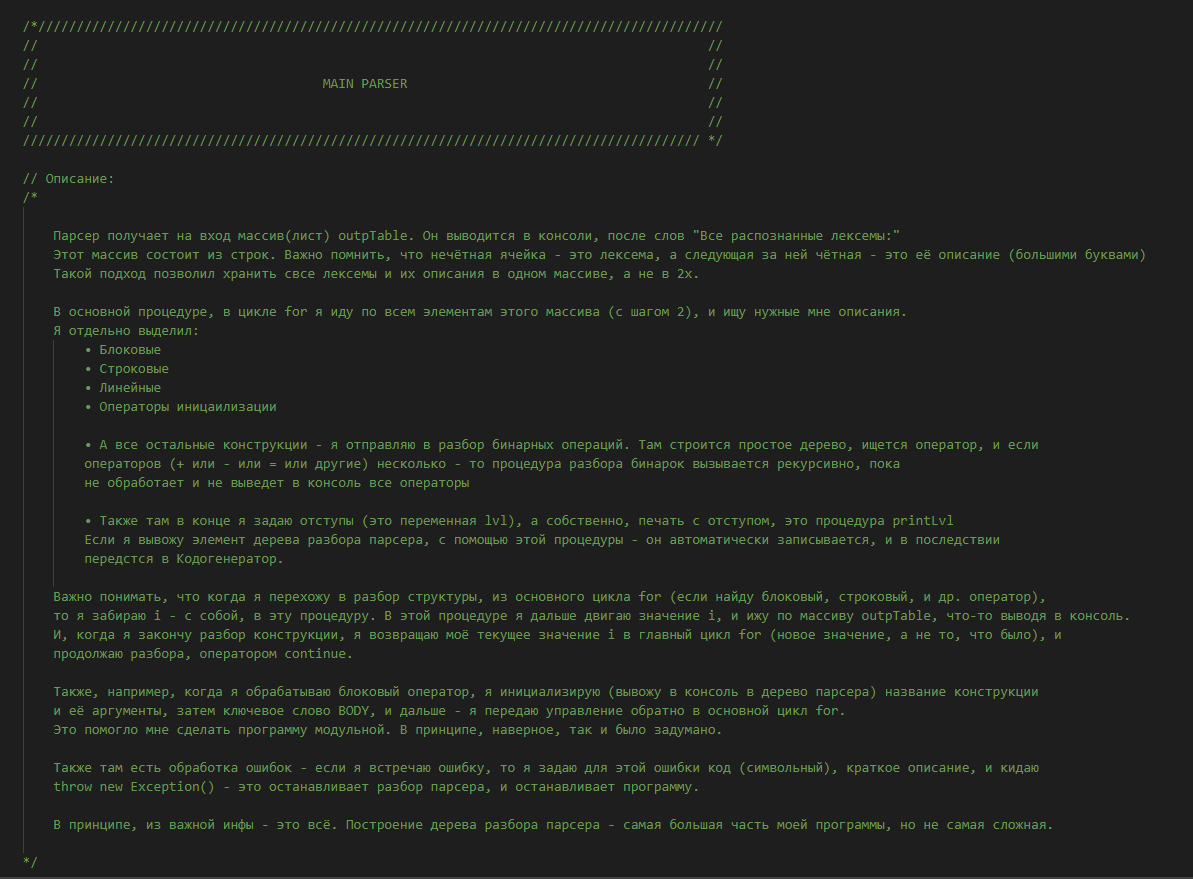 /*/////////////////////////////////////////////////////////////////////////////////////////
// //
// //
// MAIN PARSER //
// //
// //
//////////////////////////////////////////////////////////////////////////////////////// */
// Описание:
/*
Парсер получает на вход массив(лист) outpTable. Он выводится в консоли, после слов "Все распознанные лексемы:"
Этот массив состоит из строк. Важно помнить, что нечётная ячейка - это лексема, а следующая за ней чётная - это её описание (большими буквами)
Такой подход позволил хранить свсе лексемы и их описания в одном массиве, а не в 2х.
В основной процедуре, в цикле for я иду по всем элементам этого массива (с шагом 2), и ищу нужные мне описания.
Я отдельно выделил:
• Блоковые
• Строковые
• Линейные
• Операторы иницаилизации
• А все остальные конструкции - я отправляю в разбор бинарных операций. Там строится простое дерево, ищется оператор, и если
операторов (+ или - или = или другие) несколько - то процедура разбора бинарок вызывается рекурсивно, пока
не обработает и не выведет в консоль все операторы
• Также там в конце я задаю отступы (это переменная lvl), а собственно, печать с отступом, это процедура printLvl
Если я вывожу элемент дерева разбора парсера, с помощью этой процедуры - он автоматически записывается, и в последствии
передстся в Кодогенератор.
Важно понимать, что когда я перехожу в разбор структуры, из основного цикла for (если найду блоковый, строковый, и др. оператор),
то я забираю i - с собой, в эту процедуру. В этой процедуре я дальше двигаю значение i, и ижу по массиву outpTable, что-то выводя в консоль.
И, когда я закончу разбор конструкции, я возвращаю моё текущее значение i в главный цикл for (новое значение, а не то, что было), и
продолжаю разбора, оператором continue.
Также, например, когда я обрабатываю блоковый оператор, я инициализирую (вывожу в консоль в дерево парсера) название конструкции
и её аргументы, затем ключевое слово BODY, и дальше - я передаю управление обратно в основной цикл for.
Это помогло мне сделать программу модульной. В принципе, наверное, так и было задумано.
Также там есть обработка ошибок - если я встречаю ошибку, то я задаю для этой ошибки код (символьный), краткое описание, и кидаю
throw new Exception() - это останавливает разбор парсера, и останавливает программу.
В принципе, из важной инфы - это всё. Построение дерева разбора парсера - самая большая часть моей программы, но не самая сложная.
*/